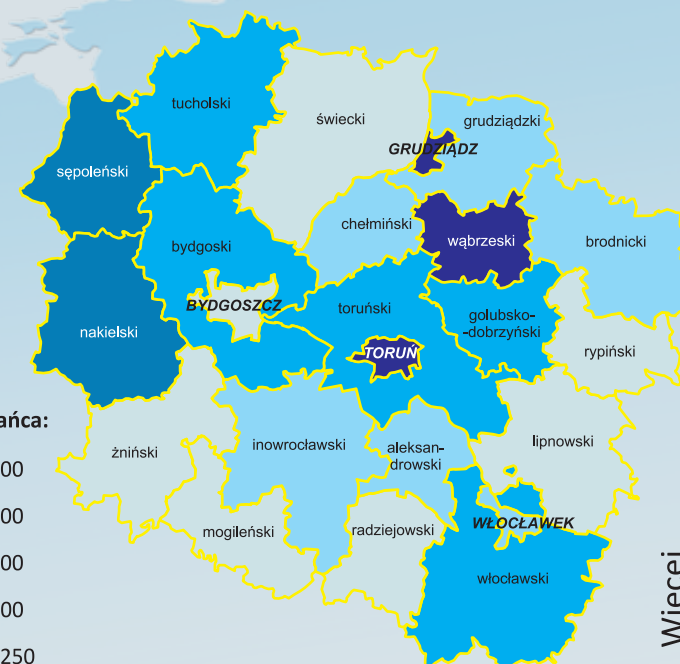 tucholski
świecki
grudziądzki
GRUDZIĄDZ
sępoleński
chełmiński
wąbrzeski
brodnicki
bydgoski
BYDGOSZCZ
toruński
golubsko-
-dobrzyński
nakielski
TORUŃ
rypiński
ańca:
żniński
inowrocławski
aleksan-
drowski
lipnowski
00
00
mogileński
radziejowski
WŁOCŁAWEK
00
włocławski
00
250
Więcej